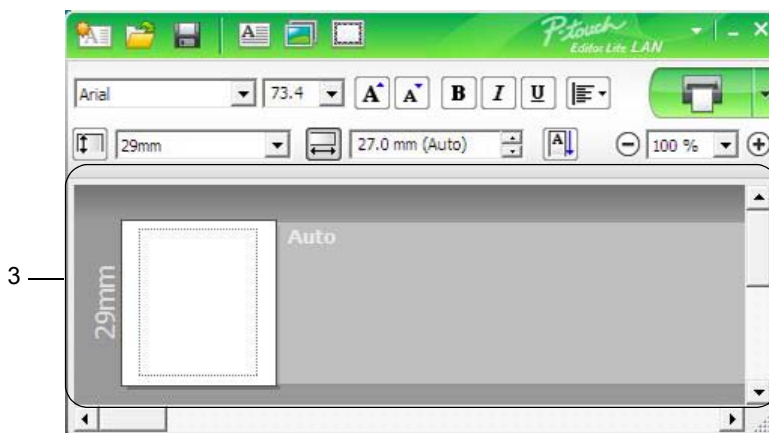 P-touch
Editor Lite LAN
Arial
73.4
A A B I U
29mm
27.0 mm (Auto)
A
100 %
3
29mm
Auto